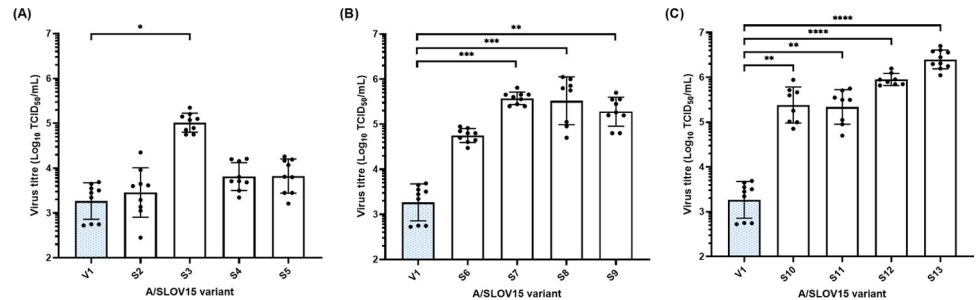 (A)
*
Virus titre (Log10 TCID50/mL)
7
6
5
4
3
2
V1
S2
S3
S4
S5
A/SLOV15 variant
(B)
**
***
***
Virus titre (Log10 TCID50/mL)
7
6
5
4
3
2
V1
S6
S7
S8
S9
A/SLOV15 variant
(C)
****
****
**
**
Virus titre (Log10 TCID50/mL)
7
6
5
4
3
2
V1
S10
S11
S12
S13
A/SLOV15 variant